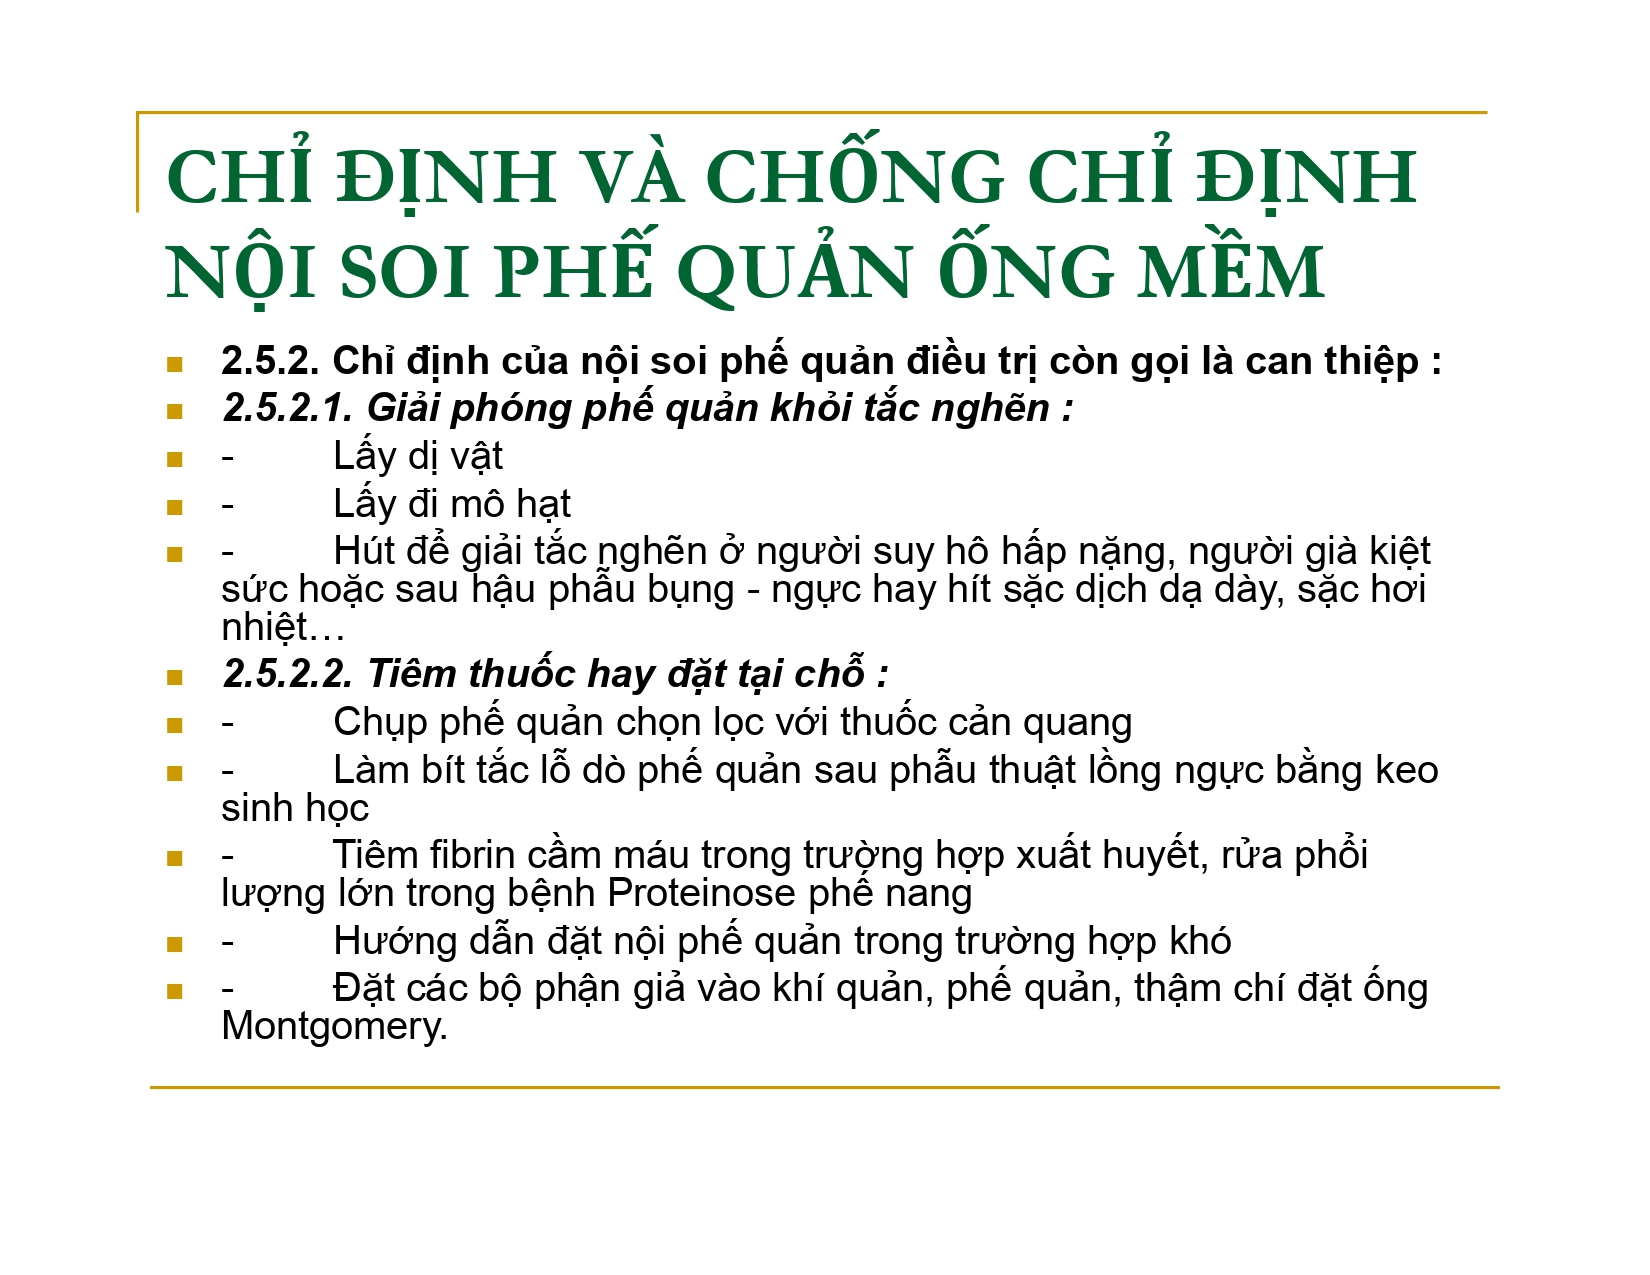 CHỈ ĐỊNH VÀ CHỐNG CHỈ ĐỊNH
NỘI SOI PHẾ QUẢN ỐNG MỀM
2.5.2. Chỉ định của nội soi phế quản điều trị còn gọi là can thiệp :
2.5.2.1. Giải phóng phế quản khỏi tắc nghẽn :
- Lấy dị vật
- Lấy đi mô hạt
- Hút để giải tắc nghẽn ở người suy hô hấp nặng, người già kiệt
sức hoặc sau hậu phẫu bụng - ngực hay hít sặc dịch dạ dày, sặc hơi
nhiệt…
2.5.2.2. Tiêm thuốc hay đặt tại chỗ :
- Chụp phế quản chọn lọc với thuốc cản quang
- Làm bít tắc lỗ dò phế quản sau phẫu thuật lồng ngực bằng keo
sinh học
- Tiêm fibrin cầm máu trong trường hợp xuất huyết, rửa phổi
lượng lớn trong bệnh Proteinose phế nang
- Hướng dẫn đặt nội phế quản trong trường hợp khó
- Đặt các bộ phận giả vào khí quản, phế quản, thậm chí đặt ống
Montgomery.